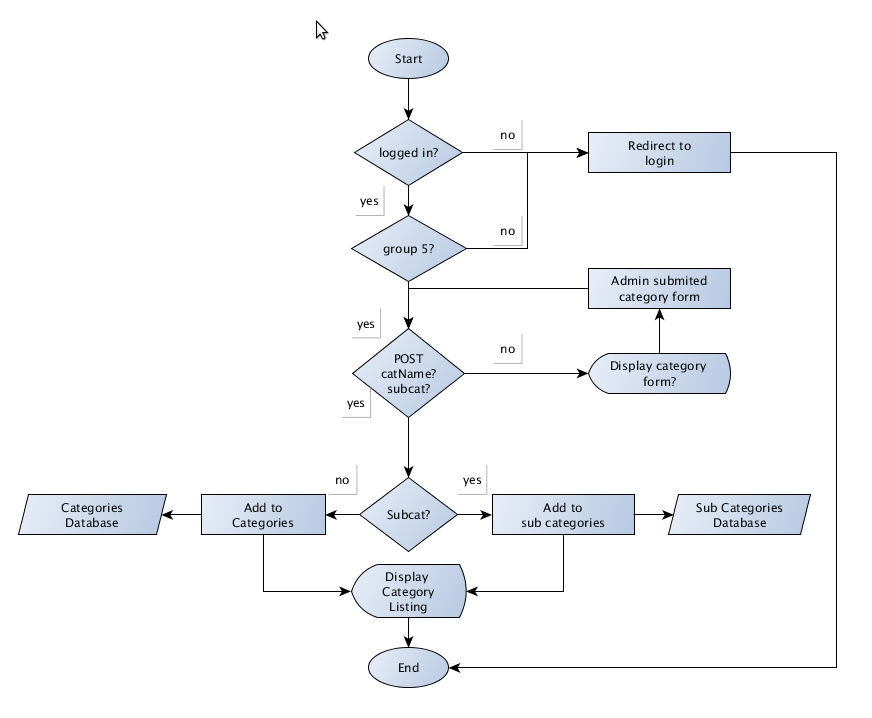 Start
logged in?
no
Redirect to
login
yes
group 5?
no
Admin submited
category form
yes
POST
catName?
subcat?
no
Display category
form?
yes
no
yes
Categories
Database
Add to
Categories
Subcat?
Add to
sub categories
Sub Categories
Database
Display
Category
Listing
End